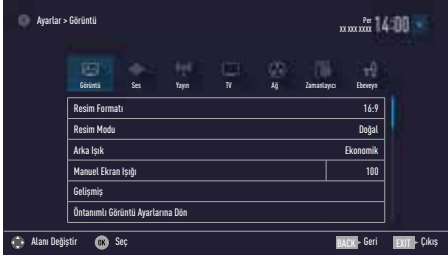 Ayarlar > Görüntü
Per
xx xxx xxxx
14:00
Görüntü Ses Yayın TV Ağ Zamanlayıcı Ebeveyn
Resim Formatı 16:9
Resim Modu Doğal
Arka Işık Ekonomik
Manuel Ekran Işığı 100
Gelişmiş
Öntanımlı Görüntü Ayarlarına Dön
Alanı Değiştir OK Seç BACK Geri EXIT Çıkış